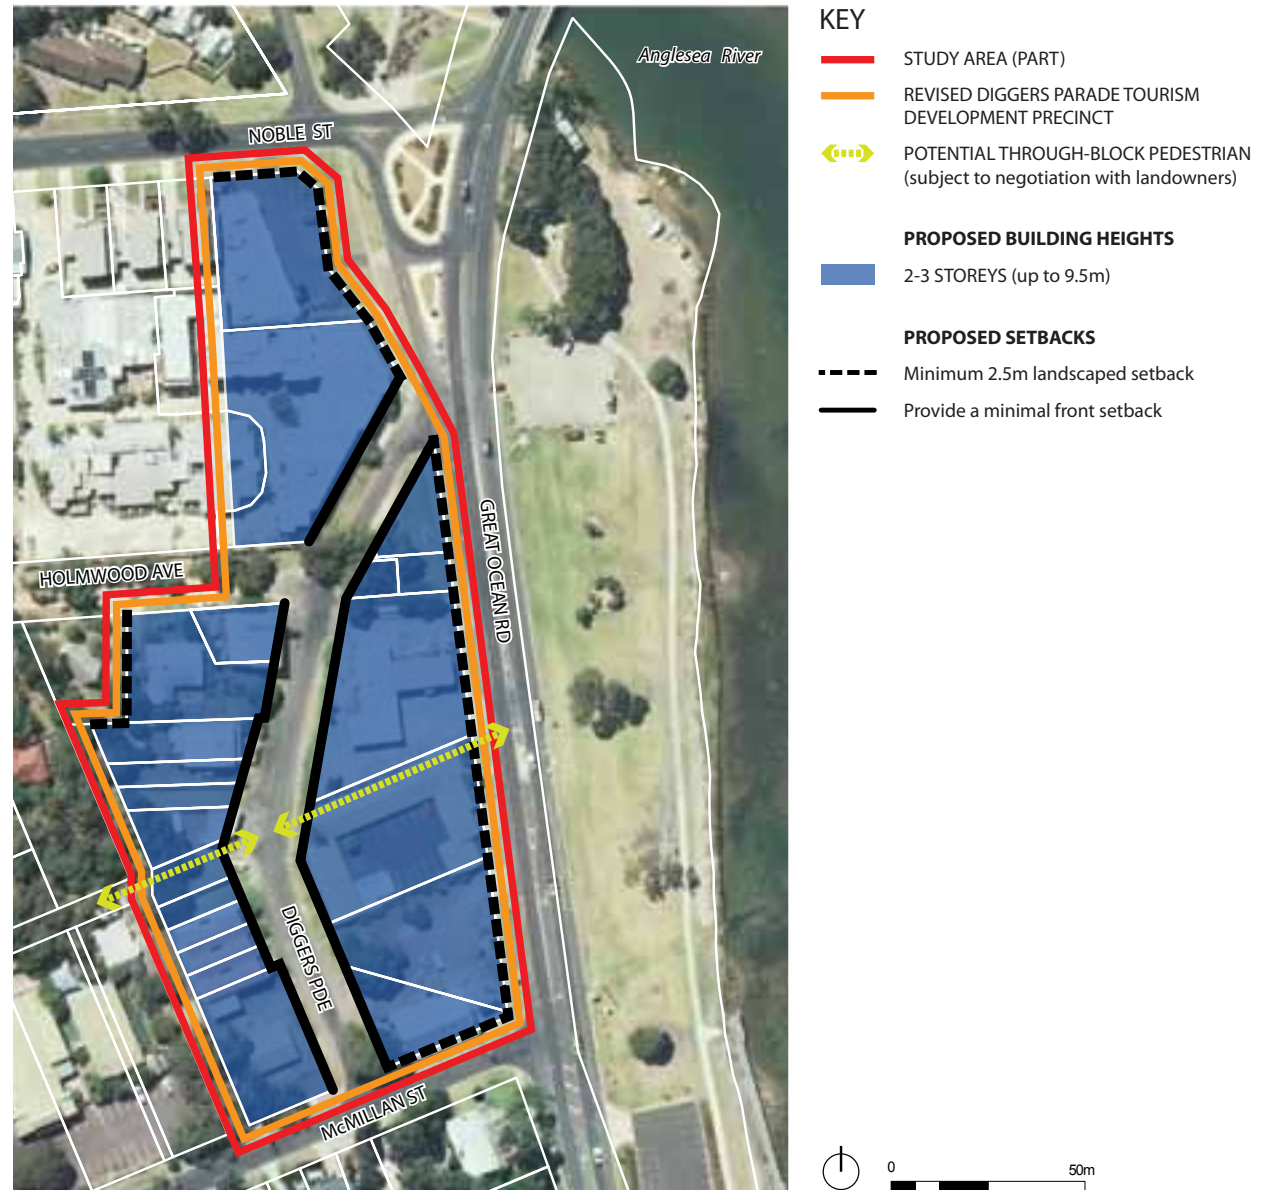 Anglesea River
NOBLE ST
HOLMWOOD AVE
GREAT OCEAN RD
DIGGERS PDE
McMILLAN ST
KEY
STUDY AREA (PART)
REVISED DIGGERS PARADE TOURISM
DEVELOPMENT PRECINCT
POTENTIAL THROUGH-BLOCK PEDESTRIAN
(subject to negotiation with landowners)
PROPOSED BUILDING HEIGHTS
2-3 STOREYS (up to 9.5m)
PROPOSED SETBACKS
Minimum 2.5m landscaped setback
Provide a minimal front setback
0 50m